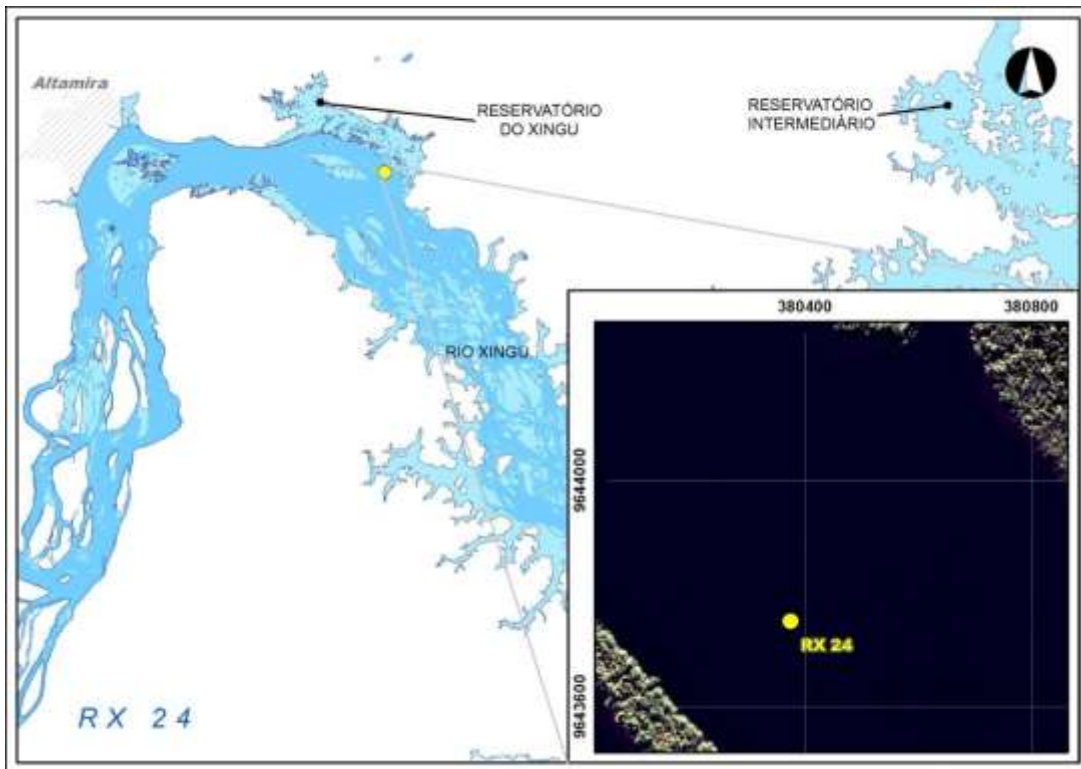 Altamira
RESERVATÓRIO
DO XINGU
RESERVATÓRIO
INTERMEDIÁRIO
RIO XINGU
380400
380800
9644000
9643600
RX 24
RX 24